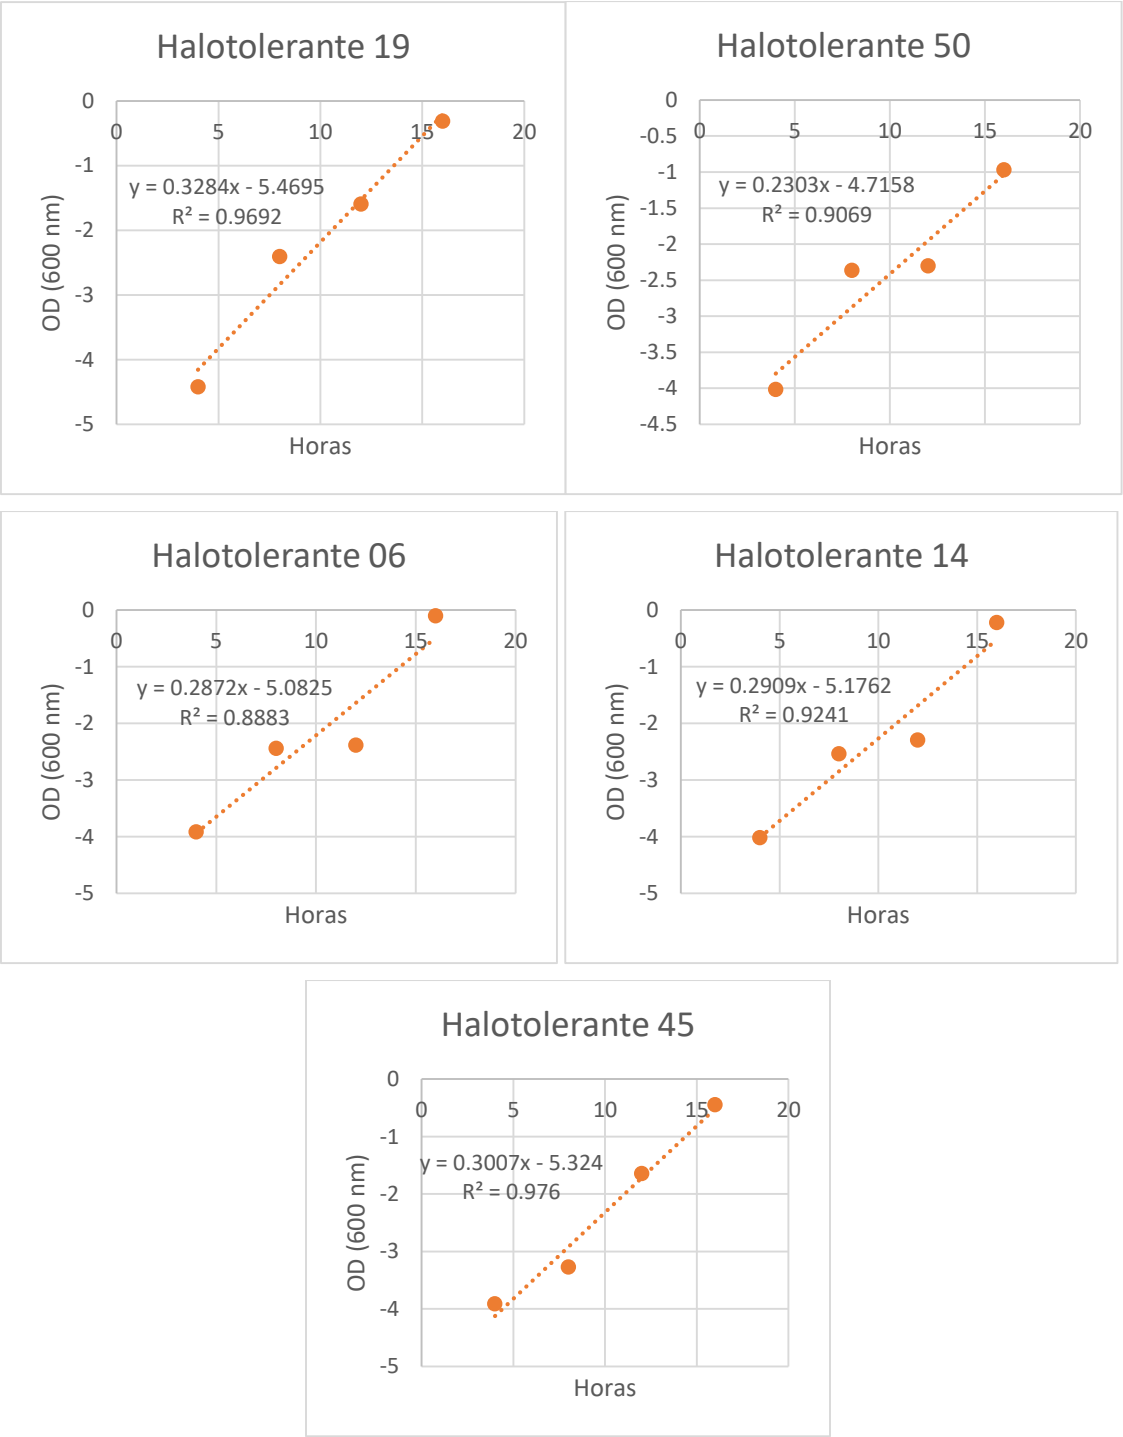 Halotolerante 19
0
0 5 10 15 20
-1
y = 0.3284x - 5.4695
R² = 0.9692
-2
-3
-4
-5
OD (600 nm)
Horas
Halotolerante 50
0
0 5 10 15 20
-0.5
-1
y = 0.2303x - 4.7158
-1.5
R² = 0.9069
-2
-2.5
-3
-3.5
-4
-4.5
OD (600 nm)
Horas
Halotolerante 06
0
0 5 10 15 20
-1
y = 0.2872x - 5.0825
R² = 0.8883
-2
-3
-4
-5
OD (600 nm)
Horas
Halotolerante 14
0
0 5 10 15 20
-1
y = 0.2909x - 5.1762
R² = 0.9241
-2
-3
-4
-5
OD (600 nm)
Horas
Halotolerante 45
0
0 5 10 15 20
-1
y = 0.3007x - 5.324
R² = 0.976
-2
-3
-4
-5
OD (600 nm)
Horas